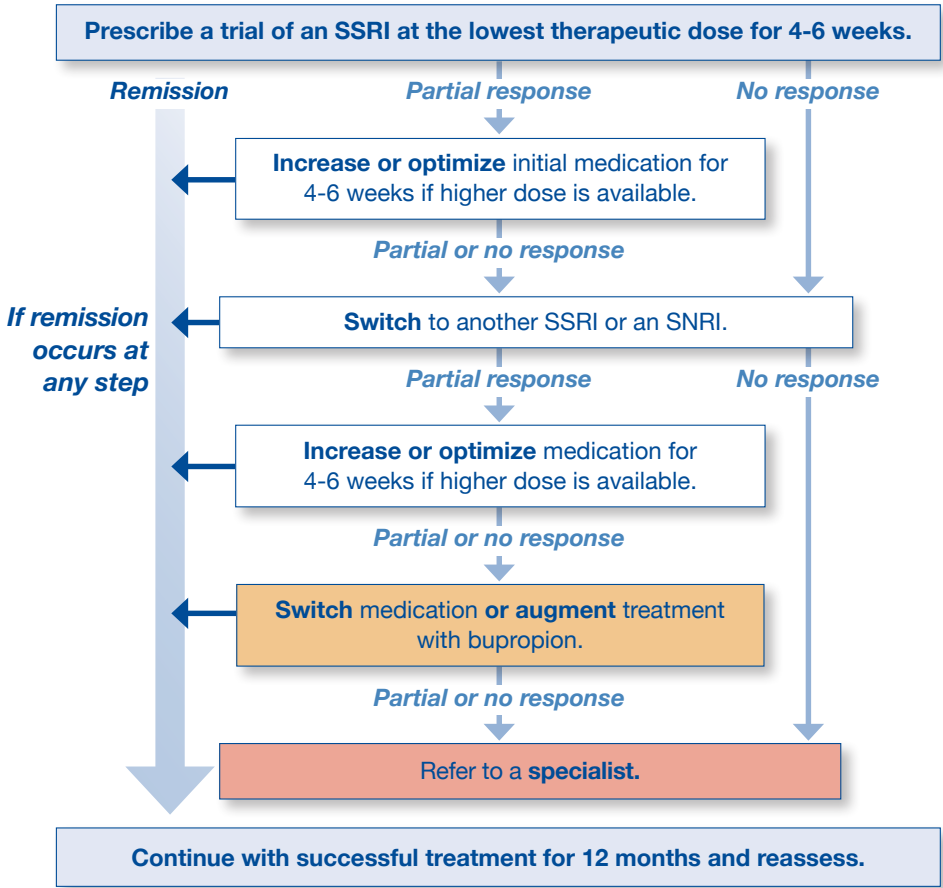 Prescribe a trial of an SSRI at the lowest therapeutic dose for 4-6 weeks.
Remission
Partial response
No response
Increase or optimize initial medication for
4-6 weeks if higher dose is available.
Partial or no response
If remission
occurs at
any step
Switch to another SSRI or an SNRI.
Partial response
No response
Increase or optimize medication for
4-6 weeks if higher dose is available.
Partial or no response
Switch medication or augment treatment
with bupropion.
Partial or no response
Refer to a specialist.
Continue with successful treatment for 12 months and reassess.